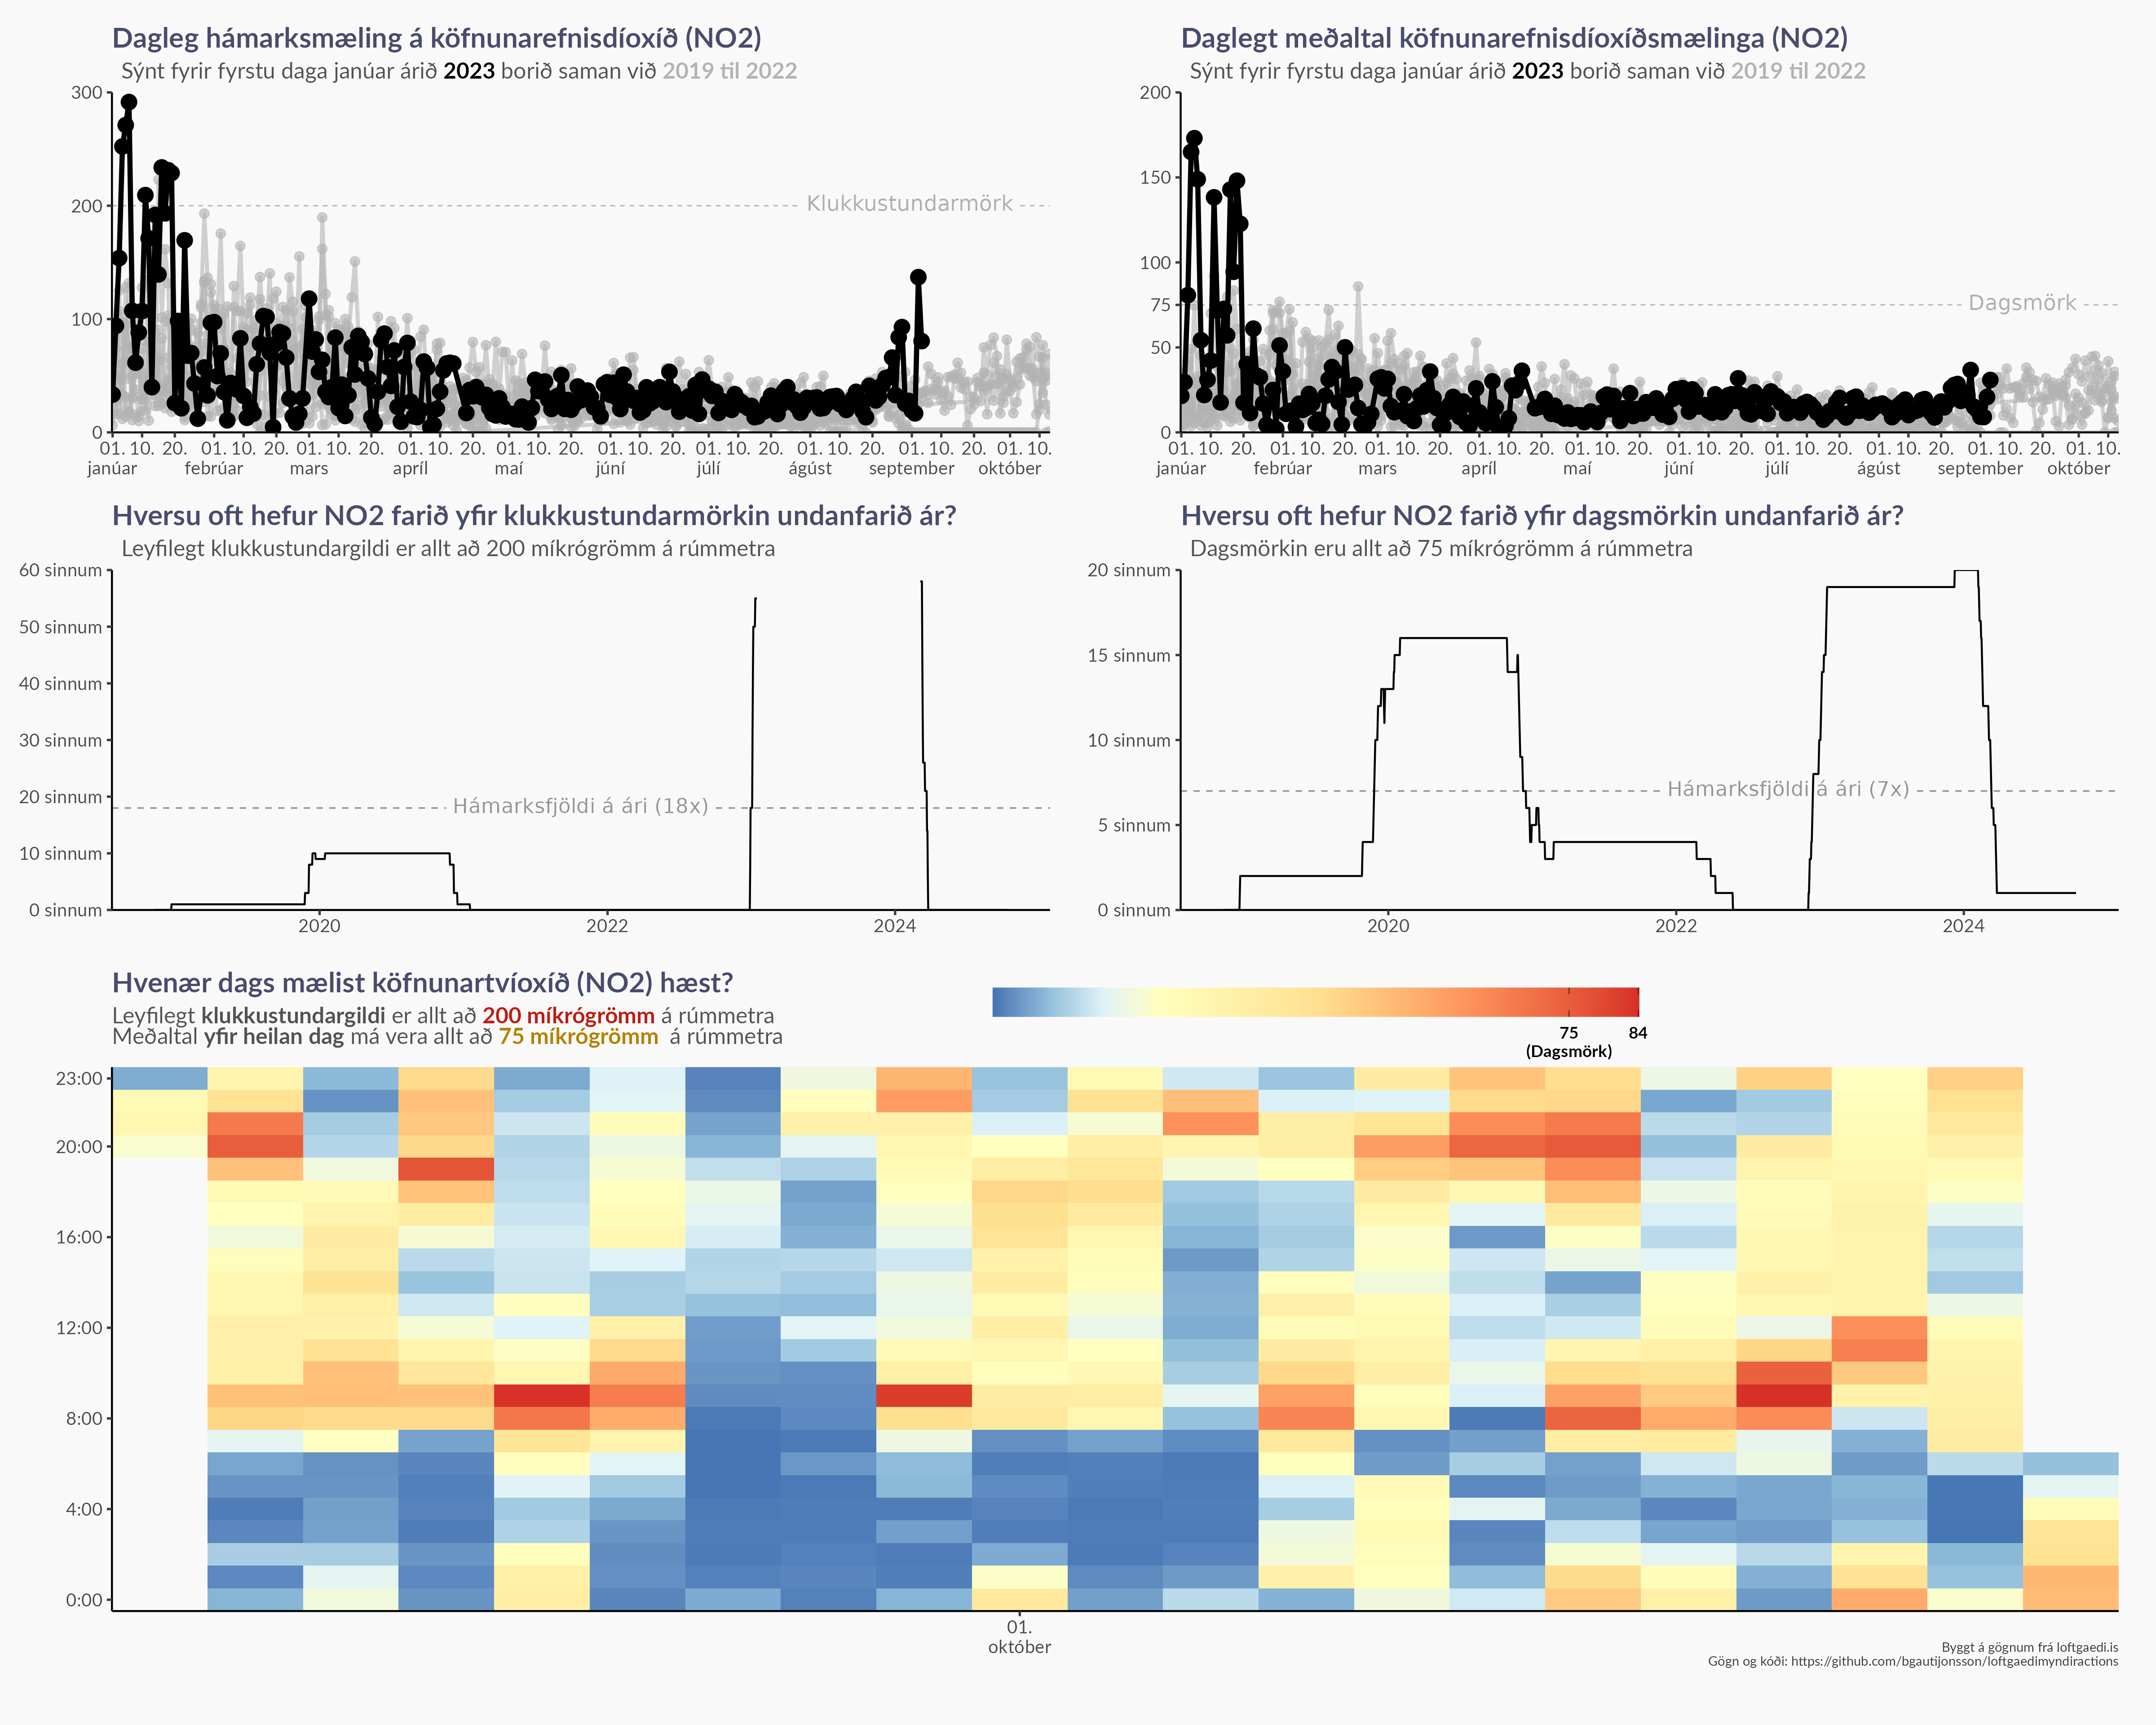 Dagleg hámarksmæling á köfnunarefnisdíoxíð (NO2)
Sýnt fyrir fyrstu daga janúar árið 2023 borið saman við 2019 til 2022
300
200
100
0
Klukkustundarmörk
01. 10. 20. 01. 10. 20. 01. 10. 20. 01. 10. 20. 01. 10. 20. 01. 10. 20. 01. 10. 20. 01. 10. 20. 01. 10. 20. 01. 10.
janúar febrúar mars apríl maí júní júlí ágúst september október
Daglegt meðaltal köfnunarefnisdíoxíðsmælinga (NO2)
Sýnt fyrir fyrstu daga janúar árið 2023 borið saman við 2019 til 2022
200
150
100
75
50
0
Dagsmörk
01. 10. 20. 01. 10. 20. 01. 10. 20. 01. 10. 20. 01. 10. 20. 01. 10. 20. 01. 10. 20. 01. 10. 20. 01. 10. 20. 01. 10.
janúar febrúar mars apríl maí júní júlí ágúst september október
Hversu oft hefur NO2 farið yfir klukkustundarmörkin undanfarið ár?
Leyfilegt klukkustundargildi er allt að 200 míkrógrömm á rúmmetra
60 sinnum
50 sinnum
40 sinnum
30 sinnum
20 sinnum
10 sinnum
0 sinnum
Hámarksfjöldi á ári (18x)
2020 2022 2024
Hversu oft hefur NO2 farið yfir dagsmörkin undanfarið ár?
Dagsmörkin eru allt að 75 míkrógrömm á rúmmetra
20 sinnum
15 sinnum
10 sinnum
5 sinnum
0 sinnum
Hámarksfjöldi á ári (7x)
2020 2022 2024
Hvenær dags mælist köfnunartvíoxíð (NO2) hæst?
Leyfilegt klukkustundargildi er allt að 200 míkrógrömm á rúmmetra
Meðaltal yfir heilan dag má vera allt að 75 míkrógrömm á rúmmetra
75 84
(Dagsmörk)
23:00
20:00
16:00
12:00
8:00
4:00
0:00
01.
október
Byggt á gögnum frá loftgaedi.is
Gögn og kóði: https://github.com/bgautijonsson/loftgaedimyndiractions